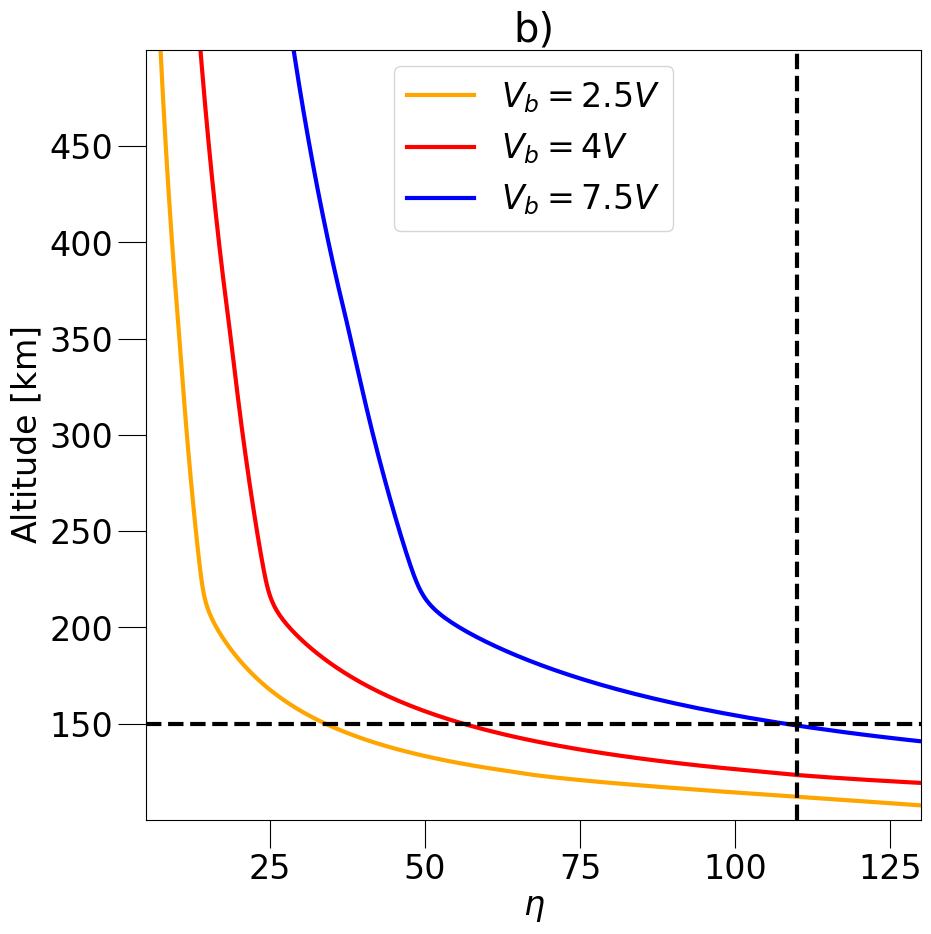 b)
V_b = 2.5V
V_b = 4V
V_b = 7.5V
Altitude [km]
450
400
350
300
250
200
150
25 50 75 100 125
η